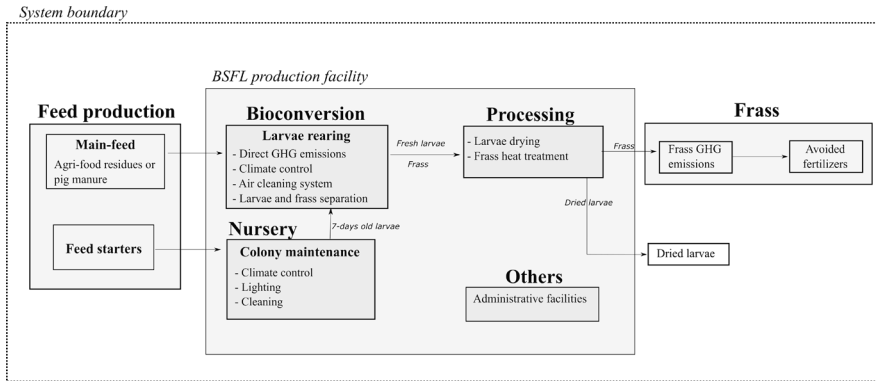 System boundary
BSFL production facility
Feed production
Main-feed
Agri-food residues or
pig manure
Feed starters
Bioconversion
Larvae rearing
- Direct GHG emissions
- Climate control
- Air cleaning system
- Larvae and frass separation
7-days old larvae
Nursery
Colony maintenance
- Climate control
- Lighting
- Cleaning
Fresh larvae
Frass
Processing
- Larvae drying
- Frass heat treatment
Frass
Dried larvae
Others
Administrative facilities
Frass
Frass GHG
emissions
Avoided
fertilizers
Dried larvae